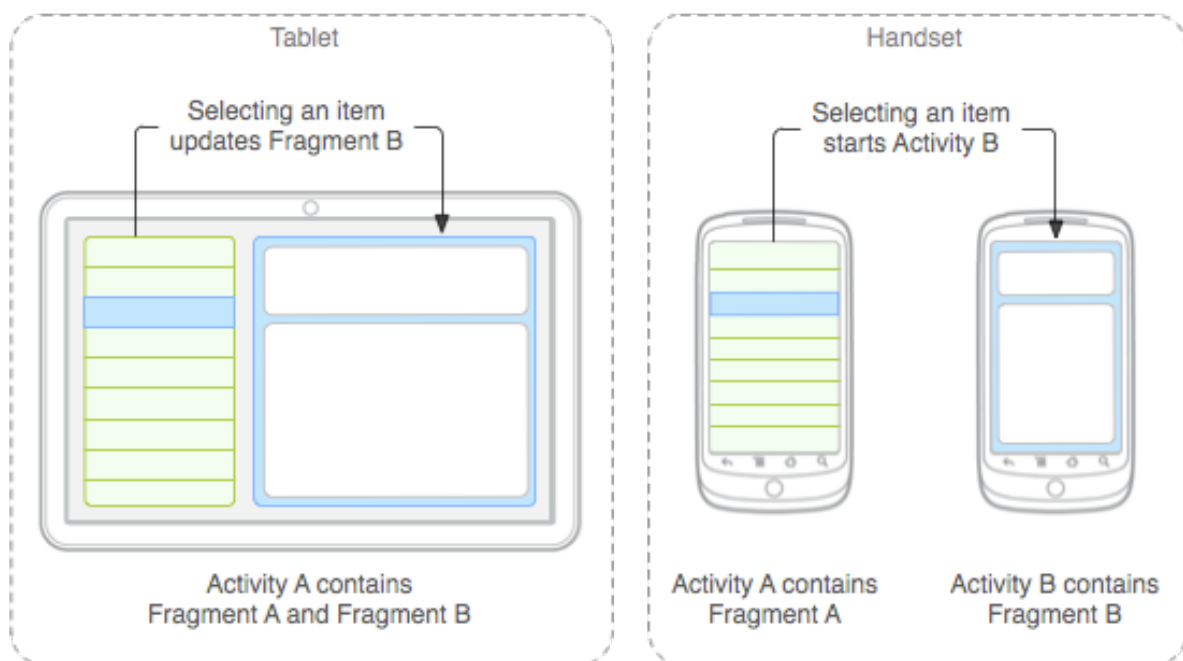 Tablet
Selecting an item
updates Fragment B
Activity A contains
Fragment A and Fragment B
Handset
Selecting an item
starts Activity B
Activity A contains
Fragment A
Activity B contains
Fragment B